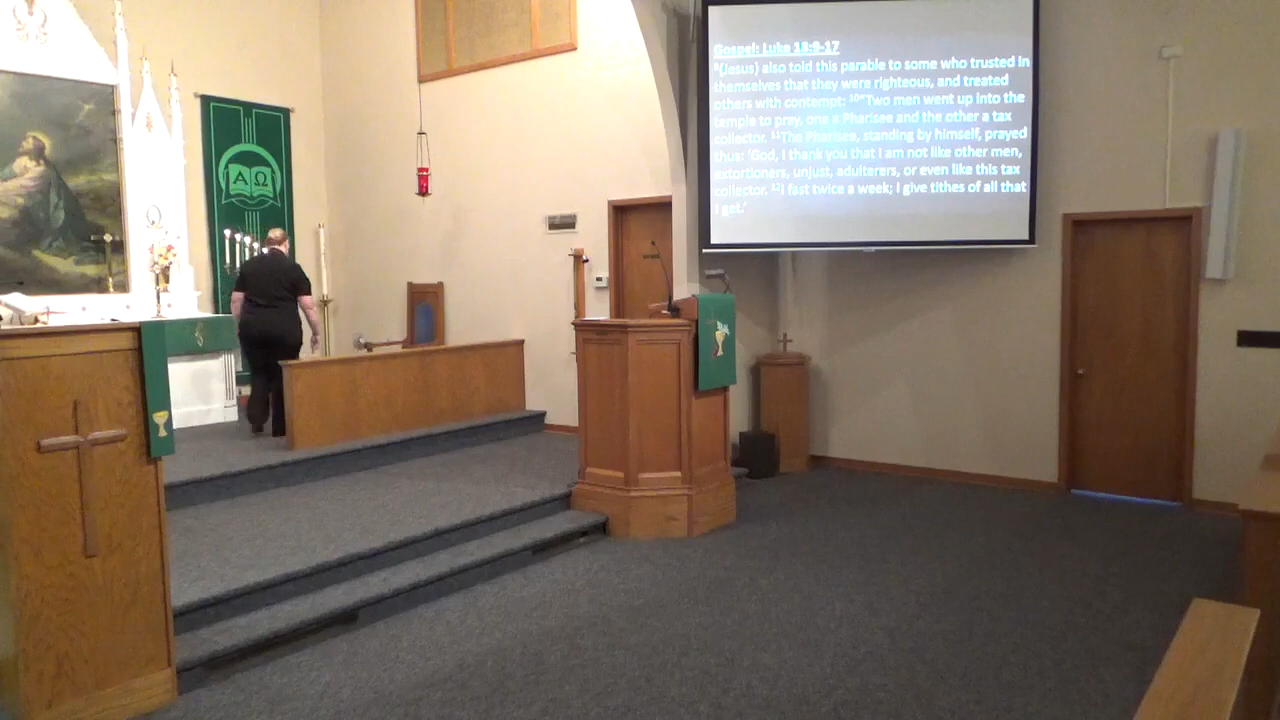 Gospel: Luke 18:9-17
⁹(Jesus) also told this parable to some who trusted in
themselves that they were righteous, and treated
others with contempt: ¹⁰"Two men went up into the
temple to pray, one a Pharisee and the other a tax
collector. ¹¹The Pharisee, standing by himself, prayed
thus: 'God, I thank you that I am not like other men,
extortioners, unjust, adulterers, or even like this tax
collector. ¹²I fast twice a week; I give tithes of all that
I get.'
Α Ω